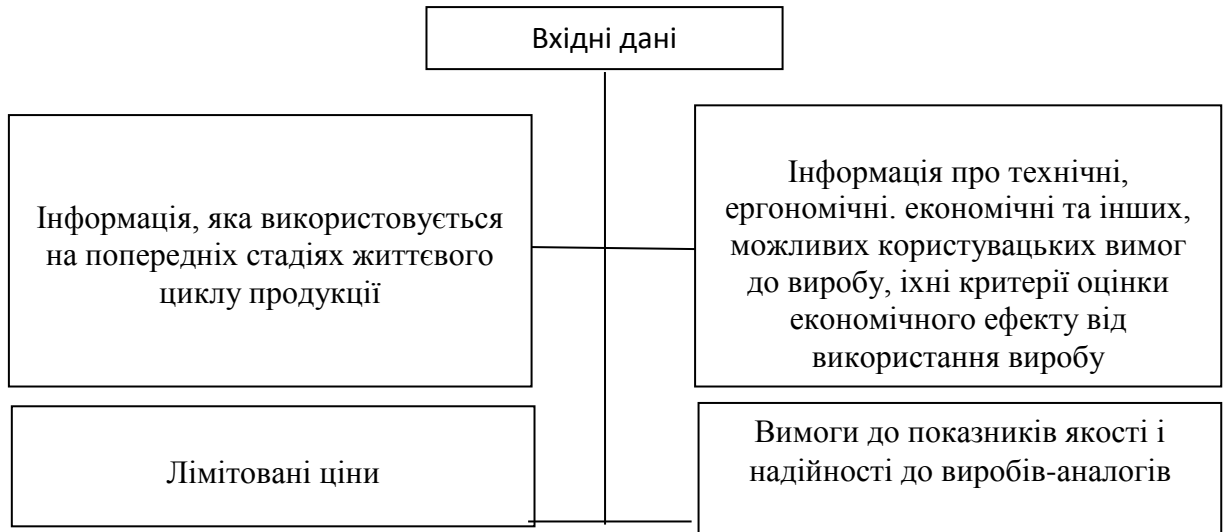 Вхідні дані
Інформація, яка використовується
на попередніх стадіях життєвого
циклу продукції
Інформація про технічні,
ергономічні. економічні та інших,
можливих користувацьких вимог
до виробу, іхні критерії оцінки
економічного ефекту від
використання виробу
Лімітовані ціни
Вимоги до показників якості і
надійності до виробів-аналогів